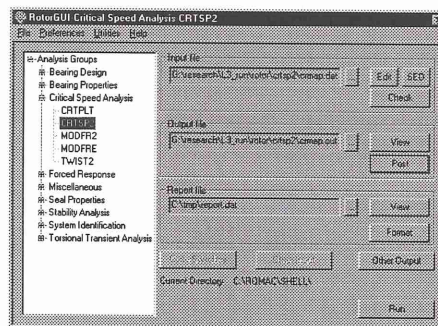 RotorGUI Critical Speed Analysis CRTSP2
File Preferences Utilities Help
Analysis Groups
Bearing Design
Bearing Properties
Critical Speed Analysis
CRTPLT
CRTSP2
MODFR2
MODFRE
TWIST2
Forced Response
Miscellaneous
Seal Properties
Stability Analysis
System Identification
Torsional Transient Analysis
Input file
G:\research\L3_run\rotor\crtsp2\crmap.dat
...
Edit
SED
Check
Output file
G:\research\L3_run\rotor\crtsp2\crmap.out
...
View
Post
Report file
C:\tmp\report.dat
...
View
Format
Other Output
Current Directory: C:\ROMAC\SHELL\
Run